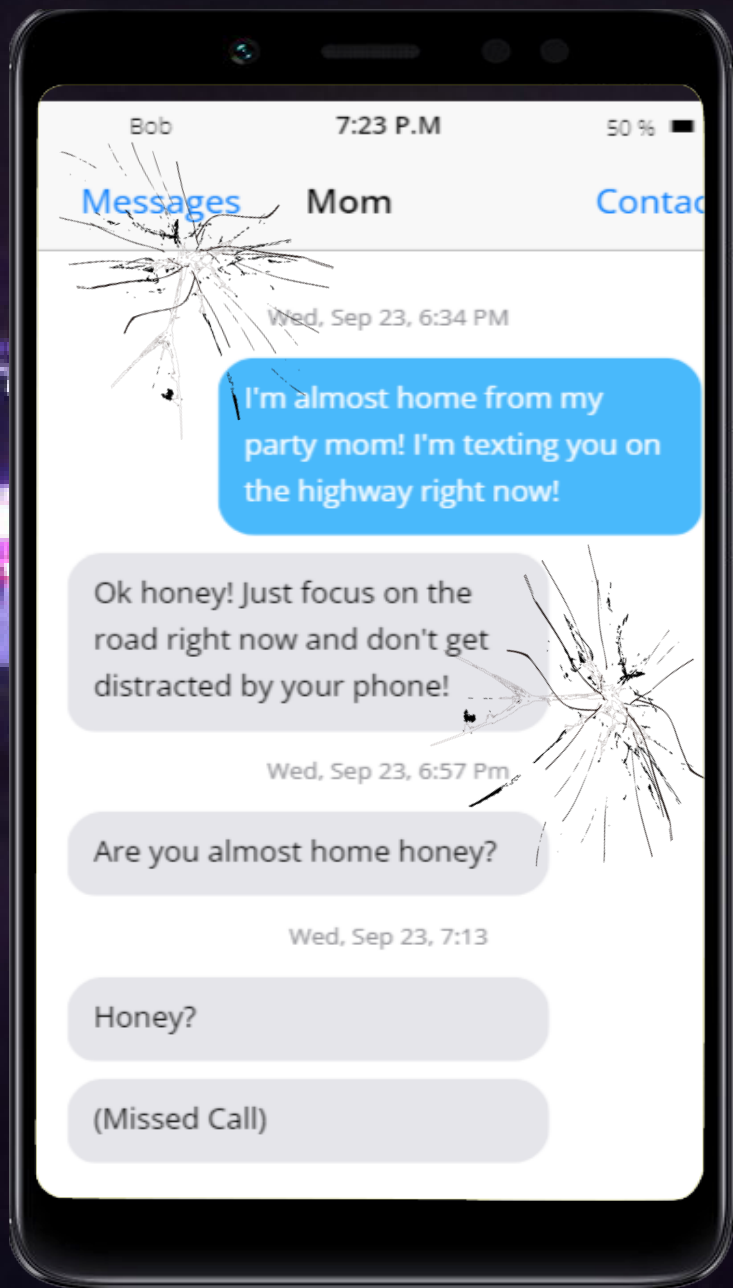 Bob 7:23 P.M 50 %
Messages Mom Contac
Wed, Sep 23, 6:34 PM
I'm almost home from my
party mom! I'm texting you on
the highway right now!
Ok honey! Just focus on the
road right now and don't get
distracted by your phone!
Wed, Sep 23, 6:57 Pm
Are you almost home honey?
Wed, Sep 23, 7:13
Honey?
(Missed Call)